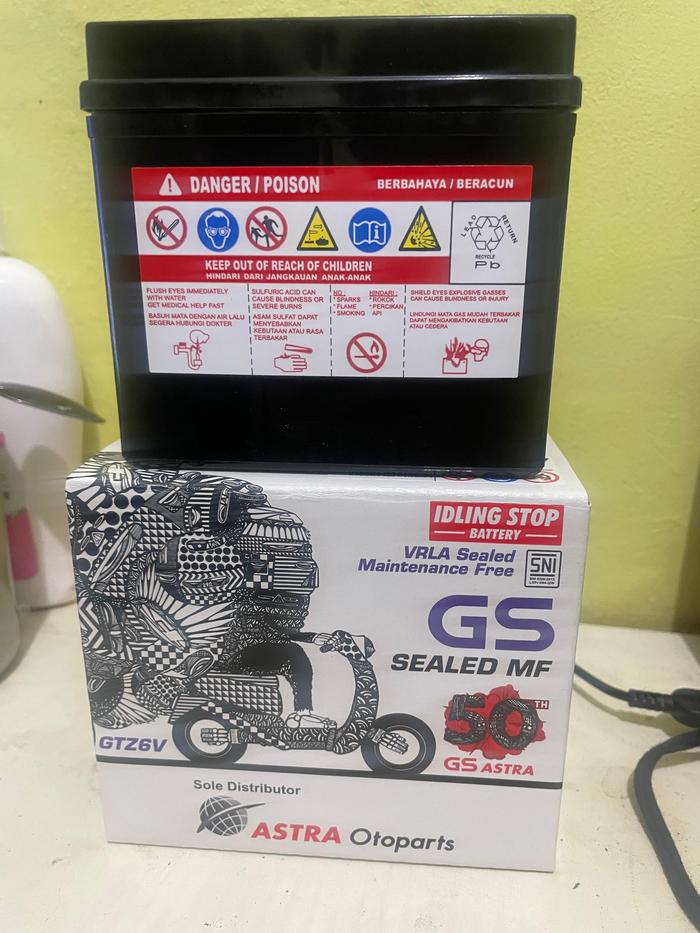 DANGER / POISON
BERBAHAYA / BERACUN
LEAD RETURN
RECYCLE
Pb
KEEP OUT OF REACH OF CHILDREN
HINDARI DARI JANGKAUAN ANAK-ANAK
FLUSH EYES IMMEDIATELY
WITH WATER
GET MEDICAL HELP FAST
BASUH MATA DENGAN AIR LALU
SEGERA HUBUNGI DOKTER
SULFURIC ACID CAN
CAUSE BLINDNESS OR
SEVERE BURNS
ASAM SULFAT DAPAT
MENYEBABKAN
KEBUTAAN ATAU RASA
TERBAKAR
NO :
* SPARKS
* FLAME
* SMOKING
HINDARI :
* ROKOK
* PERCIKAN
API
SHIELD EYES EXPLOSIVE GASSES
CAN CAUSE BLINDNESS OR INJURY
LINDUNGI MATA GAS MUDAH TERBAKAR
DAPAT MENGAKIBATKAN KEBUTAAN
ATAU CEDERA
IDLING STOP
BATTERY
VRLA Sealed
Maintenance Free
SNI
GS
SEALED MF
50TH
GS ASTRA
GTZ6V
Sole Distributor
ASTRA Otoparts